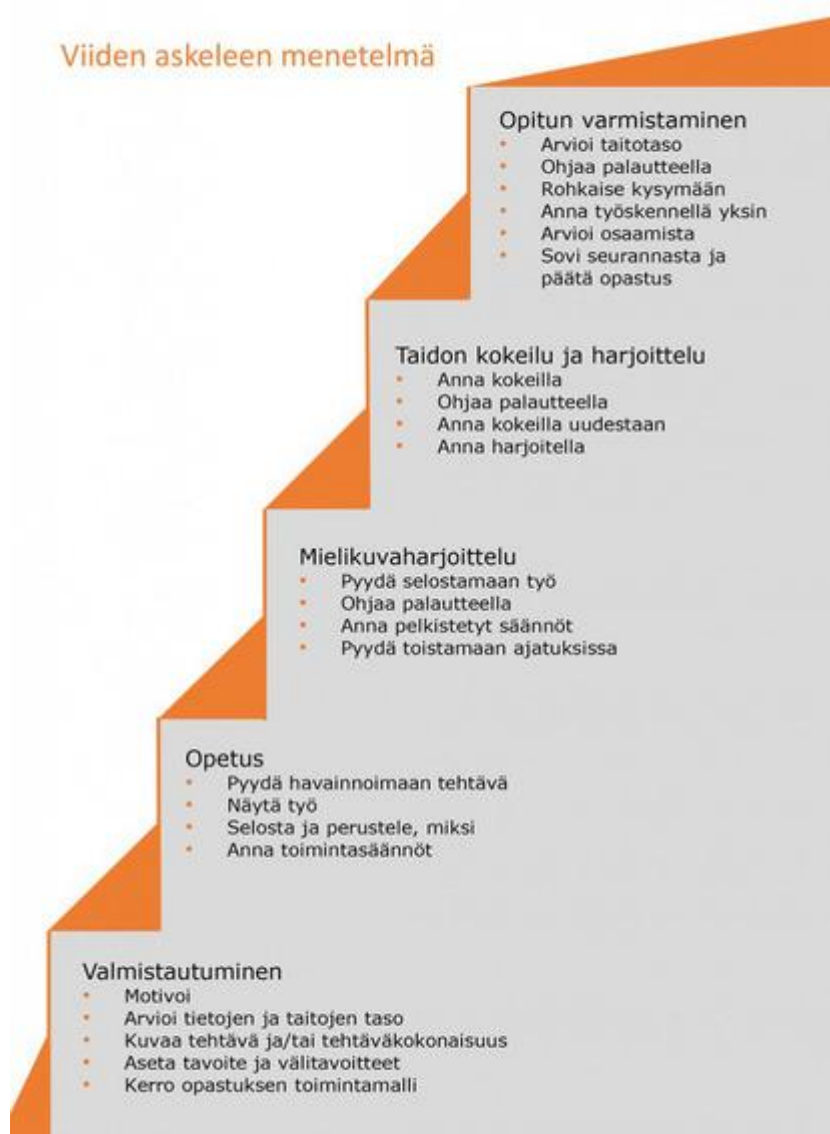 Viiden askeleen menetelmä
Opitun varmistaminen
• Arvioi taitotaso
• Ohjaa palautteella
• Rohkaise kysymään
• Anna työskennellä yksin
• Arvioi osaamista
• Sovi seurannasta ja
päätä opastus
Taidon kokeilu ja harjoittelu
• Anna kokeilla
• Ohjaa palautteella
• Anna kokeilla uudestaan
• Anna harjoitella
Mielikuvaharjoittelu
• Pyydä selostamaan työ
• Ohjaa palautteella
• Anna pelkistetyt säännöt
• Pyydä toistamaan ajatuksissa
Opetus
• Pyydä havainnoimaan tehtävä
• Näytä työ
• Selosta ja perustele, miksi
• Anna toimintasäännöt
Valmistautuminen
• Motivoi
• Arvioi tietojen ja taitojen taso
• Kuvaa tehtävä ja/tai tehtäväkokonaisuus
• Aseta tavoite ja välitavoitteet
• Kerro opastuksen toimintamalli